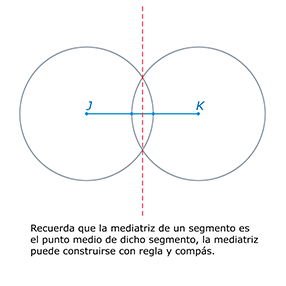 J K
Recuerda que la mediatriz de un segmento es
el punto medio de dicho segmento, la mediatriz
puede construirse con regla y compás.